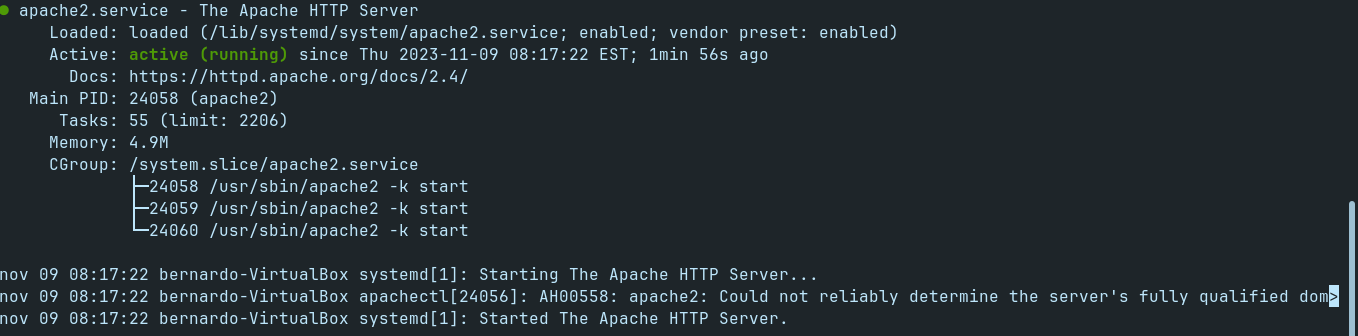 ● apache2.service - The Apache HTTP Server
     Loaded: loaded (/lib/systemd/system/apache2.service; enabled; vendor preset: enabled)
     Active: active (running) since Thu 2023-11-09 08:17:22 EST; 1min 56s ago
       Docs: https://httpd.apache.org/docs/2.4/
   Main PID: 24058 (apache2)
      Tasks: 55 (limit: 2206)
     Memory: 4.9M
     CGroup: /system.slice/apache2.service
             ├─24058 /usr/sbin/apache2 -k start
             ├─24059 /usr/sbin/apache2 -k start
             └─24060 /usr/sbin/apache2 -k start
nov 09 08:17:22 bernardo-VirtualBox systemd[1]: Starting The Apache HTTP Server...
nov 09 08:17:22 bernardo-VirtualBox apachectl[24056]: AH00558: apache2: Could not reliably determine the server's fully qualified dom>
nov 09 08:17:22 bernardo-VirtualBox systemd[1]: Started The Apache HTTP Server.